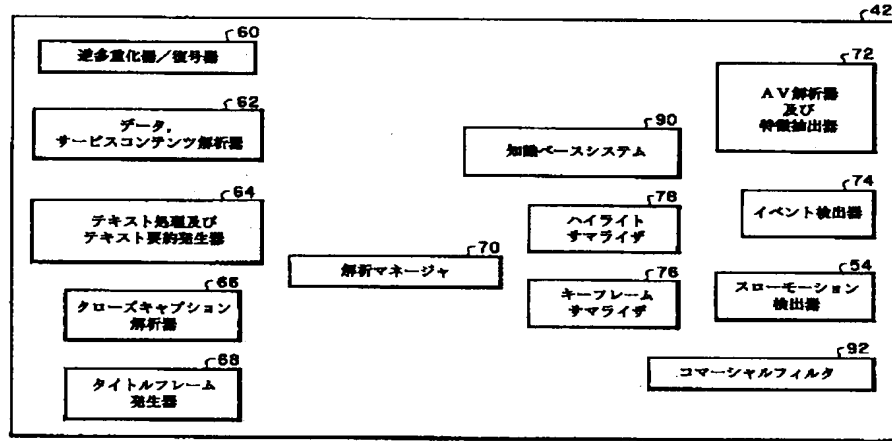 42
60
逆多重化器/復号器
62
データ,
サービスコンテンツ解析器
64
テキスト処理及び
テキスト要約発生器
66
クローズキャプション
解析器
68
タイトルフレーム
発生器
70
解析マネージャ
90
知識ベースシステム
78
ハイライト
サマライザ
76
キーフレーム
サマライザ
72
AV解析器
及び
特徴抽出器
74
イベント検出器
54
スローモーション
検出器
92
コマーシャルフィルタ